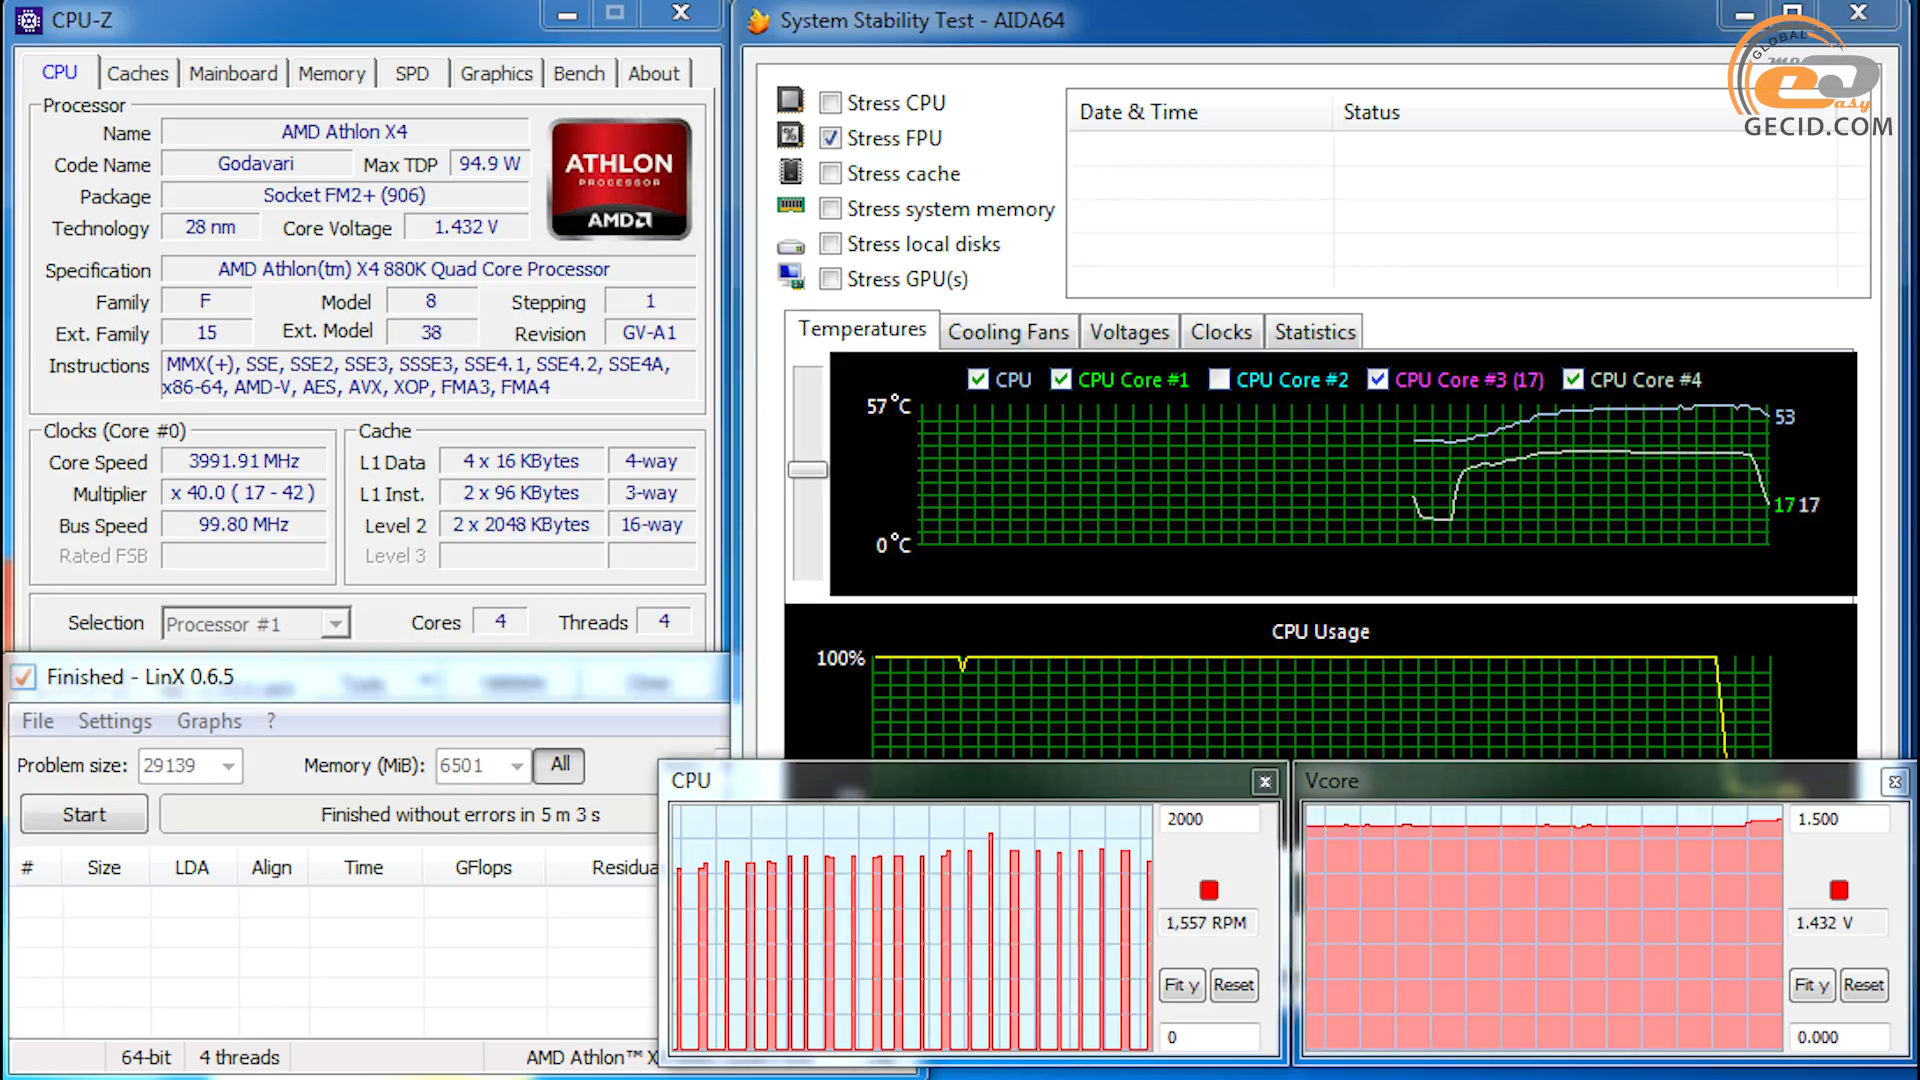 CPU-Z
CPU Caches Mainboard Memory SPD Graphics Bench About
Processor
Name AMD Athlon X4
Code Name Godavari Max TDP 94.9 W
Package Socket FM2+ (906)
Technology 28 nm Core Voltage 1.432 V
ATHLON
PROCESSOR
AMD
Specification AMD Athlon(tm) X4 880K Quad Core Processor
Family F Model 8 Stepping 1
Ext. Family 15 Ext. Model 38 Revision GV-A1
Instructions MMX(+), SSE, SSE2, SSE3, SSSE3, SSE4.1, SSE4.2, SSE4A,
x86-64, AMD-V, AES, AVX, XOP, FMA3, FMA4
Clocks (Core #0)
Core Speed 3991.91 MHz
Multiplier x 40.0 ( 17 - 42 )
Bus Speed 99.80 MHz
Rated FSB
Cache
L1 Data 4 x 16 KBytes 4-way
L1 Inst. 2 x 96 KBytes 3-way
Level 2 2 x 2048 KBytes 16-way
Level 3
Selection Processor #1 Cores 4 Threads 4
System Stability Test - AIDA64
GLOBAL
easy
GECID.COM
Stress CPU
Stress FPU
Stress cache
Stress system memory
Stress local disks
Stress GPU(s)
Date & Time Status
Temperatures Cooling Fans Voltages Clocks Statistics
CPU CPU Core #1 CPU Core #2 CPU Core #3 (17) CPU Core #4
57°C
53
17 17
0°C
CPU Usage
100%
Finished - LinX 0.6.5
File Settings Graphs ?
Problem size: 29139 Memory (MiB): 6501 All
Start Finished without errors in 5 m 3 s
# Size LDA Align Time GFlops Residua
64-bit 4 threads AMD Athlon™ X
CPU
2000
1,557 RPM
Fit y Reset
0
Vcore
1.500
1.432 V
Fit y Reset
0.000